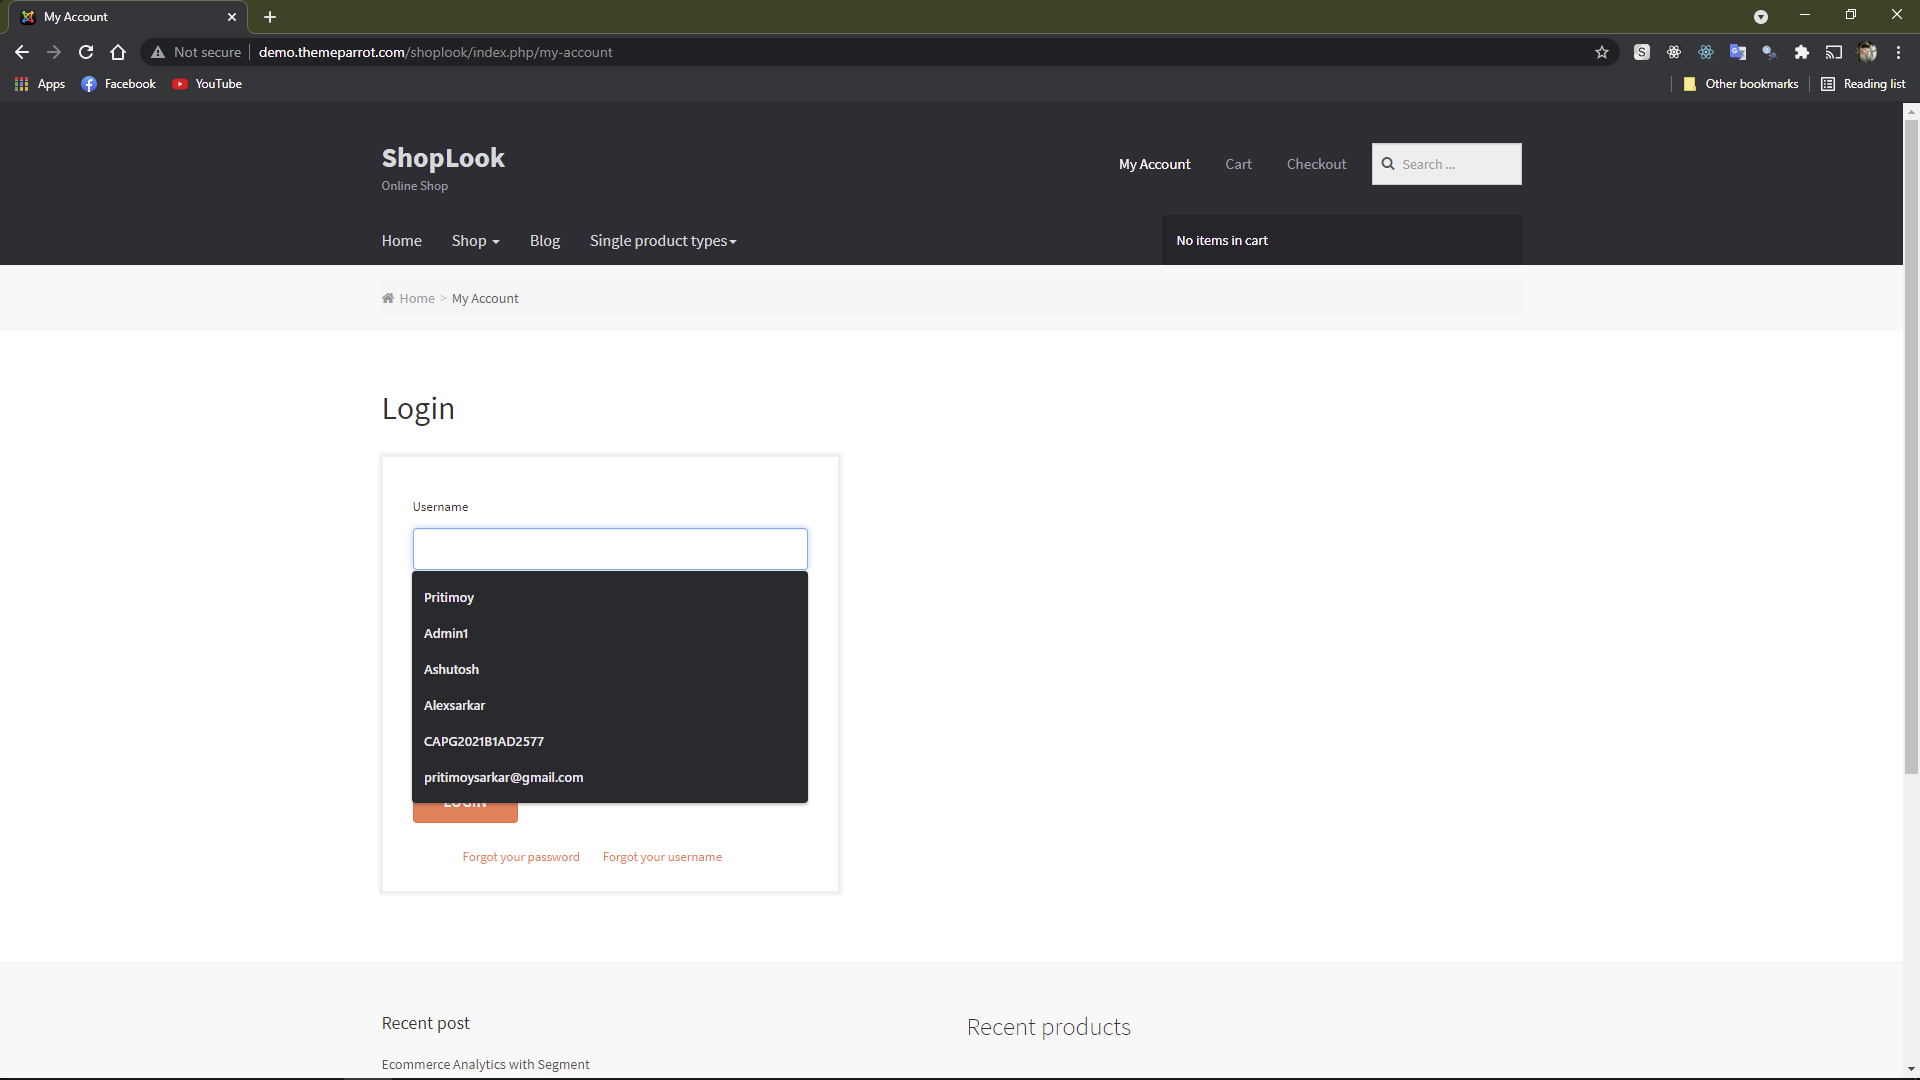 My Account
Not secure
demo.themeparrot.com/shoplook/index.php/my-account
Apps
Facebook
YouTube
Other bookmarks
Reading list
ShopLook
Online Shop
My Account
Cart
Checkout
Search ...
Home
Shop
Blog
Single product types
No items in cart
Home > My Account
Login
Username
Pritimoy
Admin1
Ashutosh
Alexsarkar
CAPG2021B1AD2577
pritimoysarkar@gmail.com
LOGIN
Forgot your password
Forgot your username
Recent post
Recent products
Ecommerce Analytics with Segment